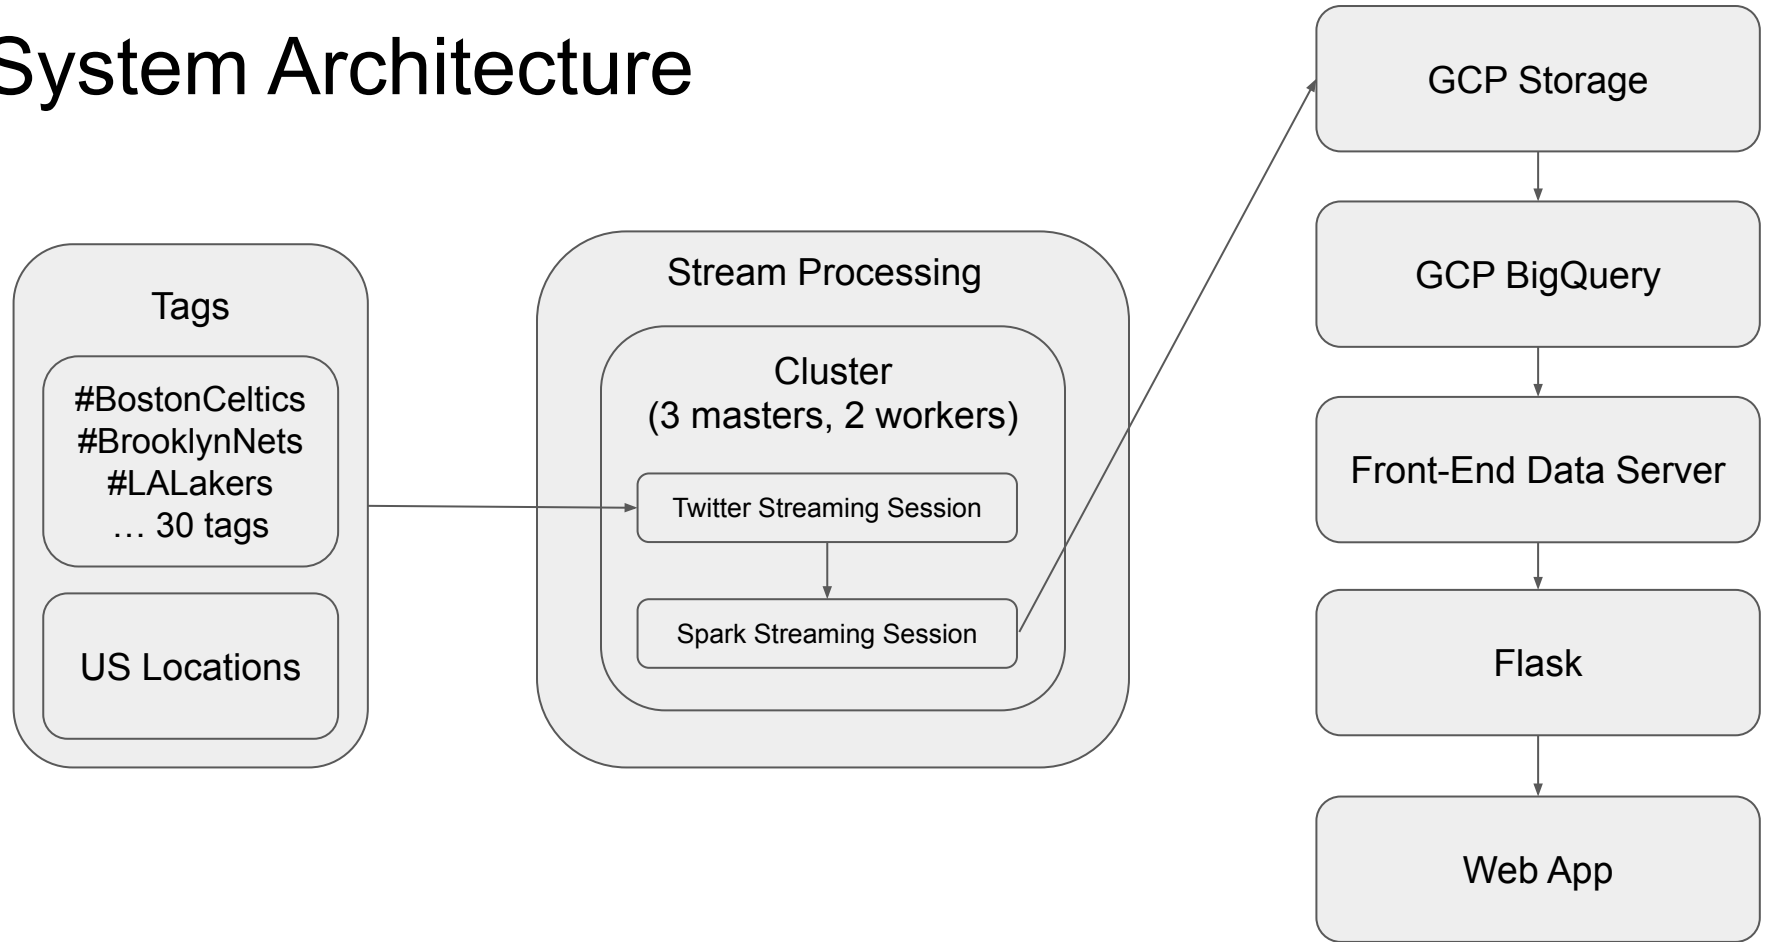 System Architecture
Tags
#BostonCeltics
#BrooklynNets
#LALakers
… 30 tags
US Locations
Stream Processing
Cluster
(3 masters, 2 workers)
Twitter Streaming Session
Spark Streaming Session
GCP Storage
GCP BigQuery
Front-End Data Server
Flask
Web App